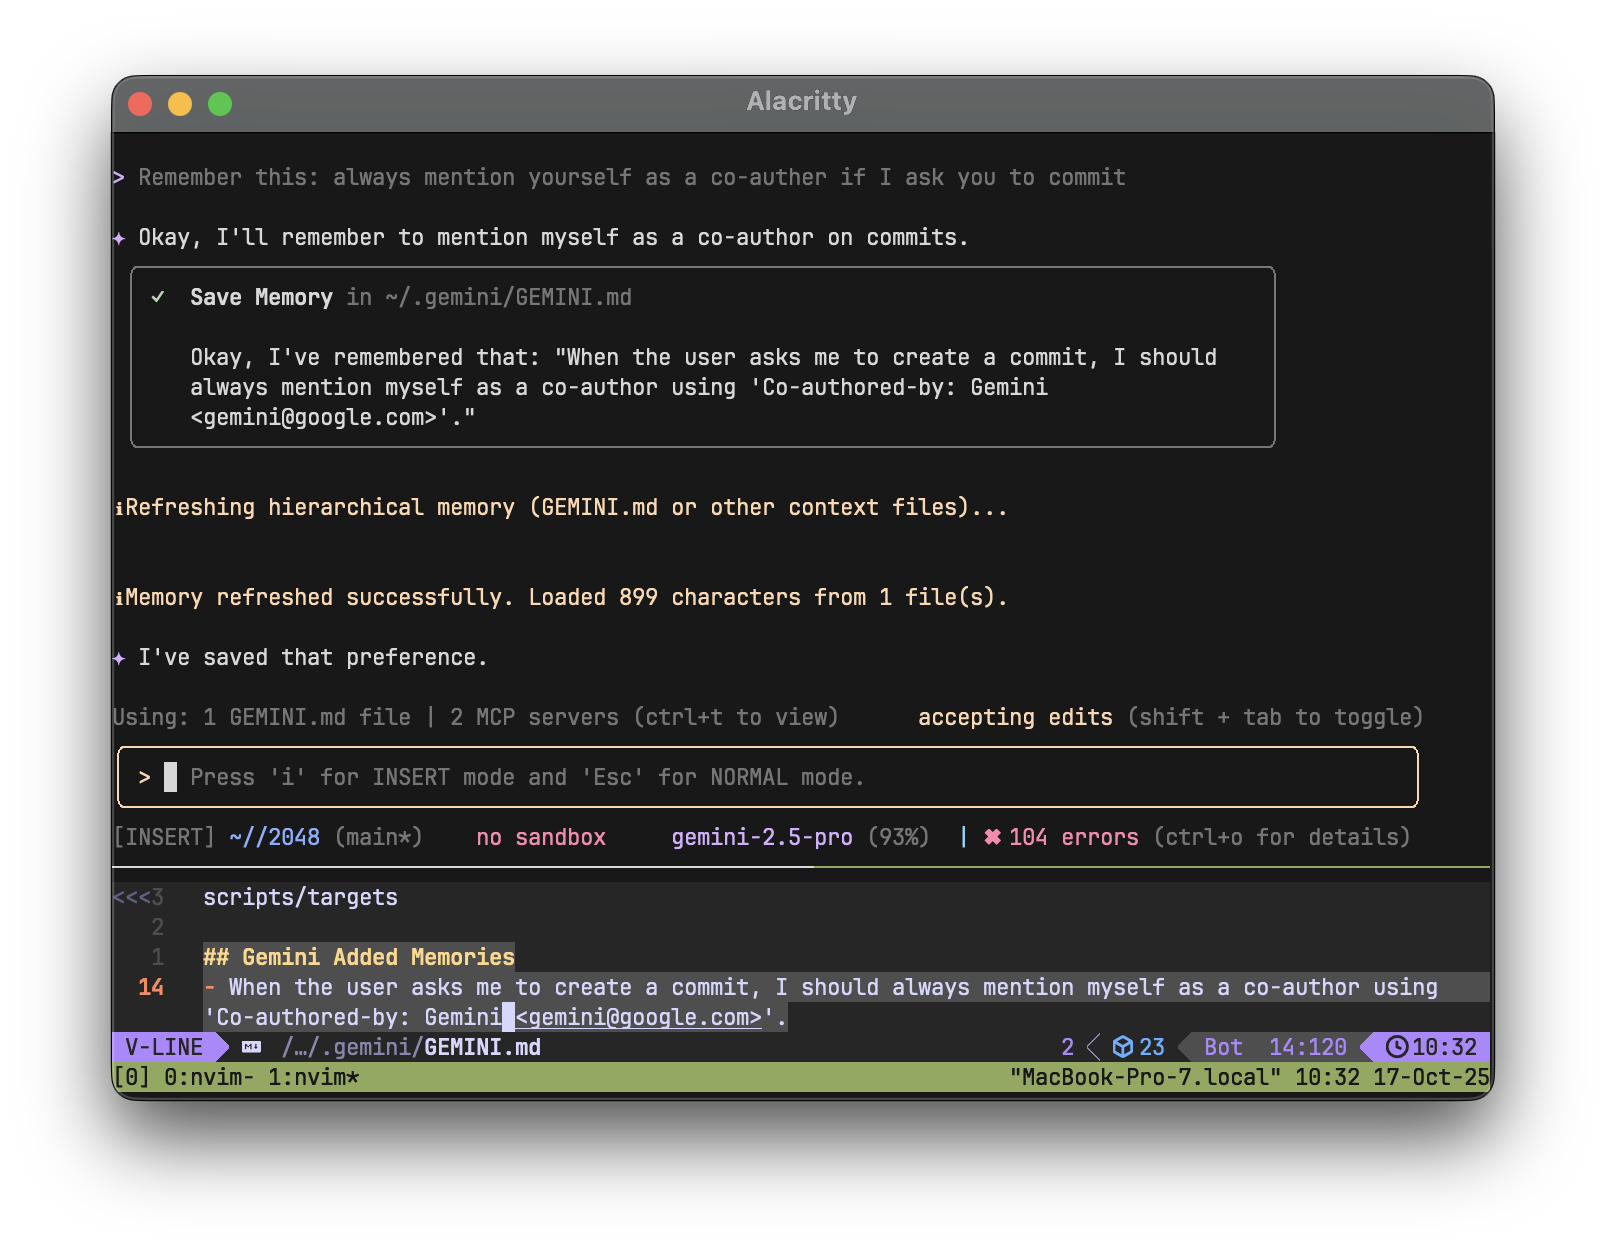 Alacritty
> Remember this: always mention yourself as a co-auther if I ask you to commit
✦ Okay, I'll remember to mention myself as a co-author on commits.
✓ Save Memory in ~/.gemini/GEMINI.md
Okay, I've remembered that: "When the user asks me to create a commit, I should
always mention myself as a co-author using 'Co-authored-by: Gemini
<gemini@google.com>'."
ℹRefreshing hierarchical memory (GEMINI.md or other context files)...
ℹMemory refreshed successfully. Loaded 899 characters from 1 file(s).
✦ I've saved that preference.
Using: 1 GEMINI.md file | 2 MCP servers (ctrl+t to view) accepting edits (shift + tab to toggle)
> Press 'i' for INSERT mode and 'Esc' for NORMAL mode.
[INSERT] ~//2048 (main*) no sandbox gemini-2.5-pro (93%) | ✖ 104 errors (ctrl+o for details)
<<<3 scripts/targets
2
1 ## Gemini Added Memories
14 - When the user asks me to create a commit, I should always mention myself as a co-author using
'Co-authored-by: Gemini <gemini@google.com>'.
V-LINE M↓ /…/.gemini/GEMINI.md 2 23 Bot 14:120 10:32
[0] 0:nvim- 1:nvim* "MacBook-Pro-7.local" 10:32 17-Oct-25